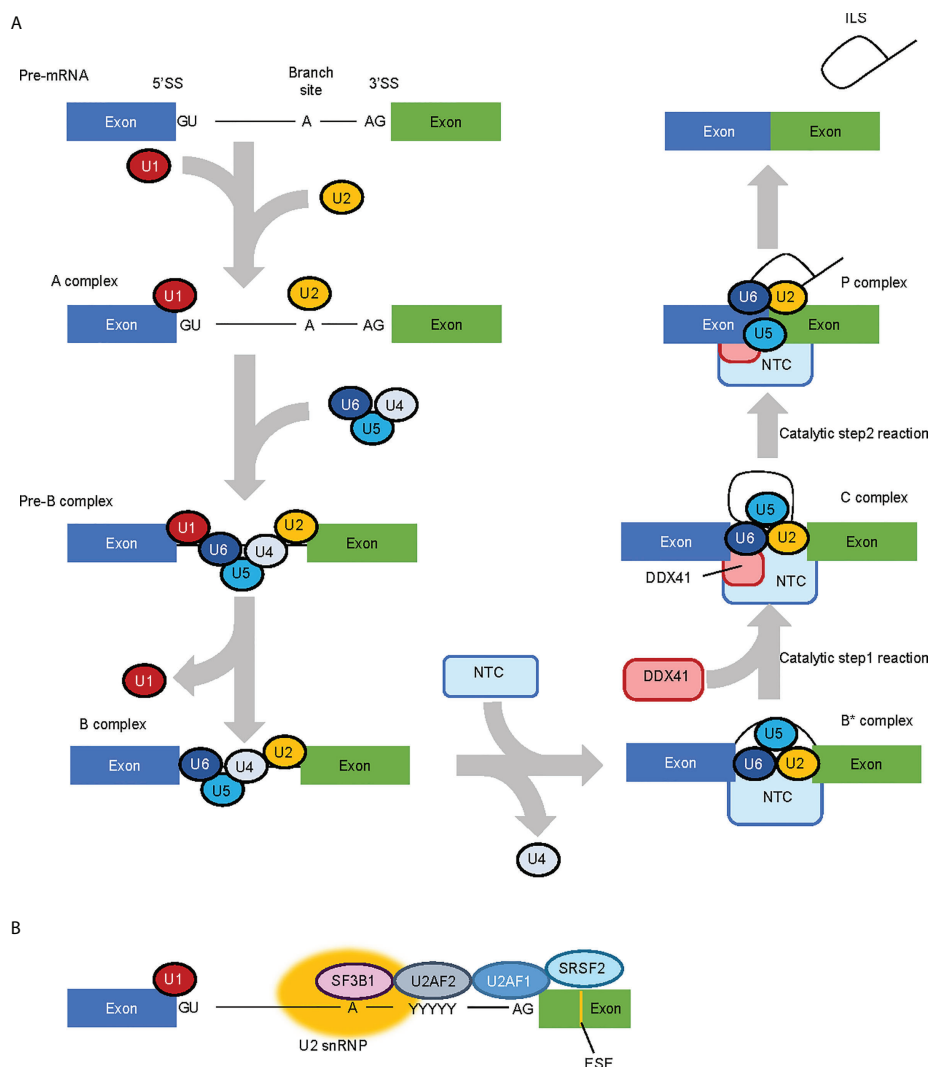 A
Pre-mRNA
5'SS
Branch
site
3'SS
Exon
GU
A
AG
Exon
U1
U2
A complex
U1
U2
Exon
GU
A
AG
Exon
U6
U4
U5
Pre-B complex
U1
U2
Exon
U6
U4
Exon
U5
U1
B complex
U2
Exon
U6
U4
Exon
U5
NTC
U4
ILS
Exon
Exon
P complex
U6
U2
Exon
U5
Exon
NTC
Catalytic step2 reaction
C complex
U5
Exon
U6
U2
Exon
DDX41
NTC
DDX41
Catalytic step1 reaction
B* complex
U5
Exon
U6
U2
Exon
NTC
B
U1
SF3B1
U2AF2
U2AF1
SRSF2
Exon
GU
A
YYYYY
AG
Exon
U2 snRNP
ESE